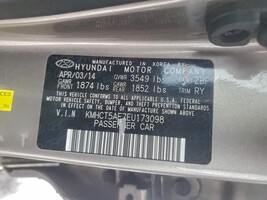 MANUFACTURED IN KOREA BY
HYUNDAI MOTOR COMPANY
APR/03/14 GVWR 3549 lbs
GAWR FRONT 1874 lbs GAWR REAR 1852 lbs TRIM RY
THIS VEHICLE CONFORMS TO ALL APPLICABLE
FEDERAL MOTOR VEHICLE SAFETY, BUMPER,
AND THEFT PREVENTION STANDARDS IN EFFECT
ON THE DATE OF MANUFACTURE SHOWN ABOVE.
V.I.N KMHCT5AE7EU173098
PASSENGER CAR